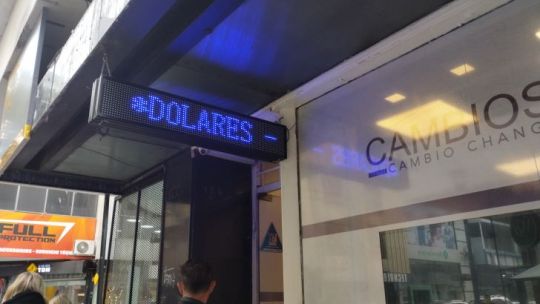 *DOLARES -
CAMBIOS
CAMBIO CHANG
FULL
PROTECTION